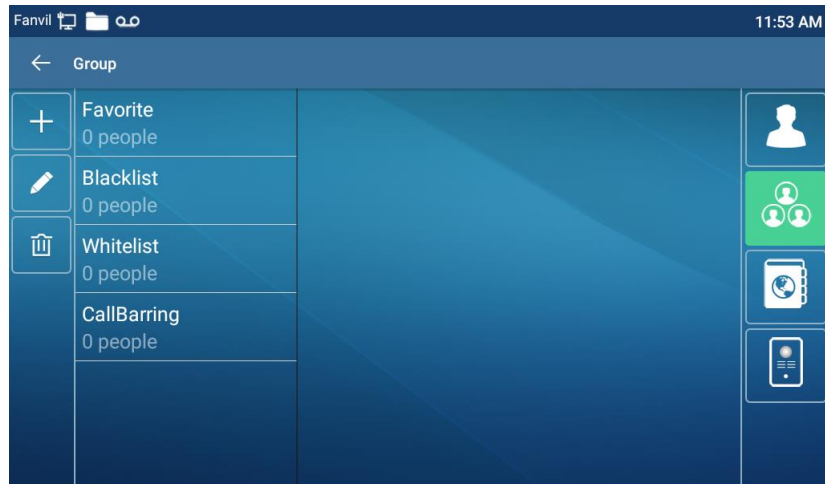 Fanvil
11:53 AM
Group
Favorite
0 people
Blacklist
0 people
Whitelist
0 people
CallBarring
0 people